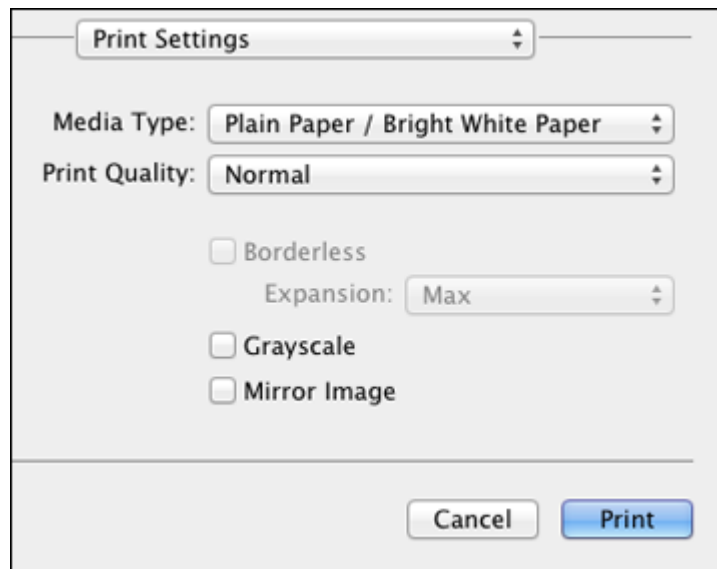 Print Settings
Media Type: Plain Paper / Bright White Paper
Print Quality: Normal
Borderless
Expansion: Max
Grayscale
Mirror Image
Cancel Print